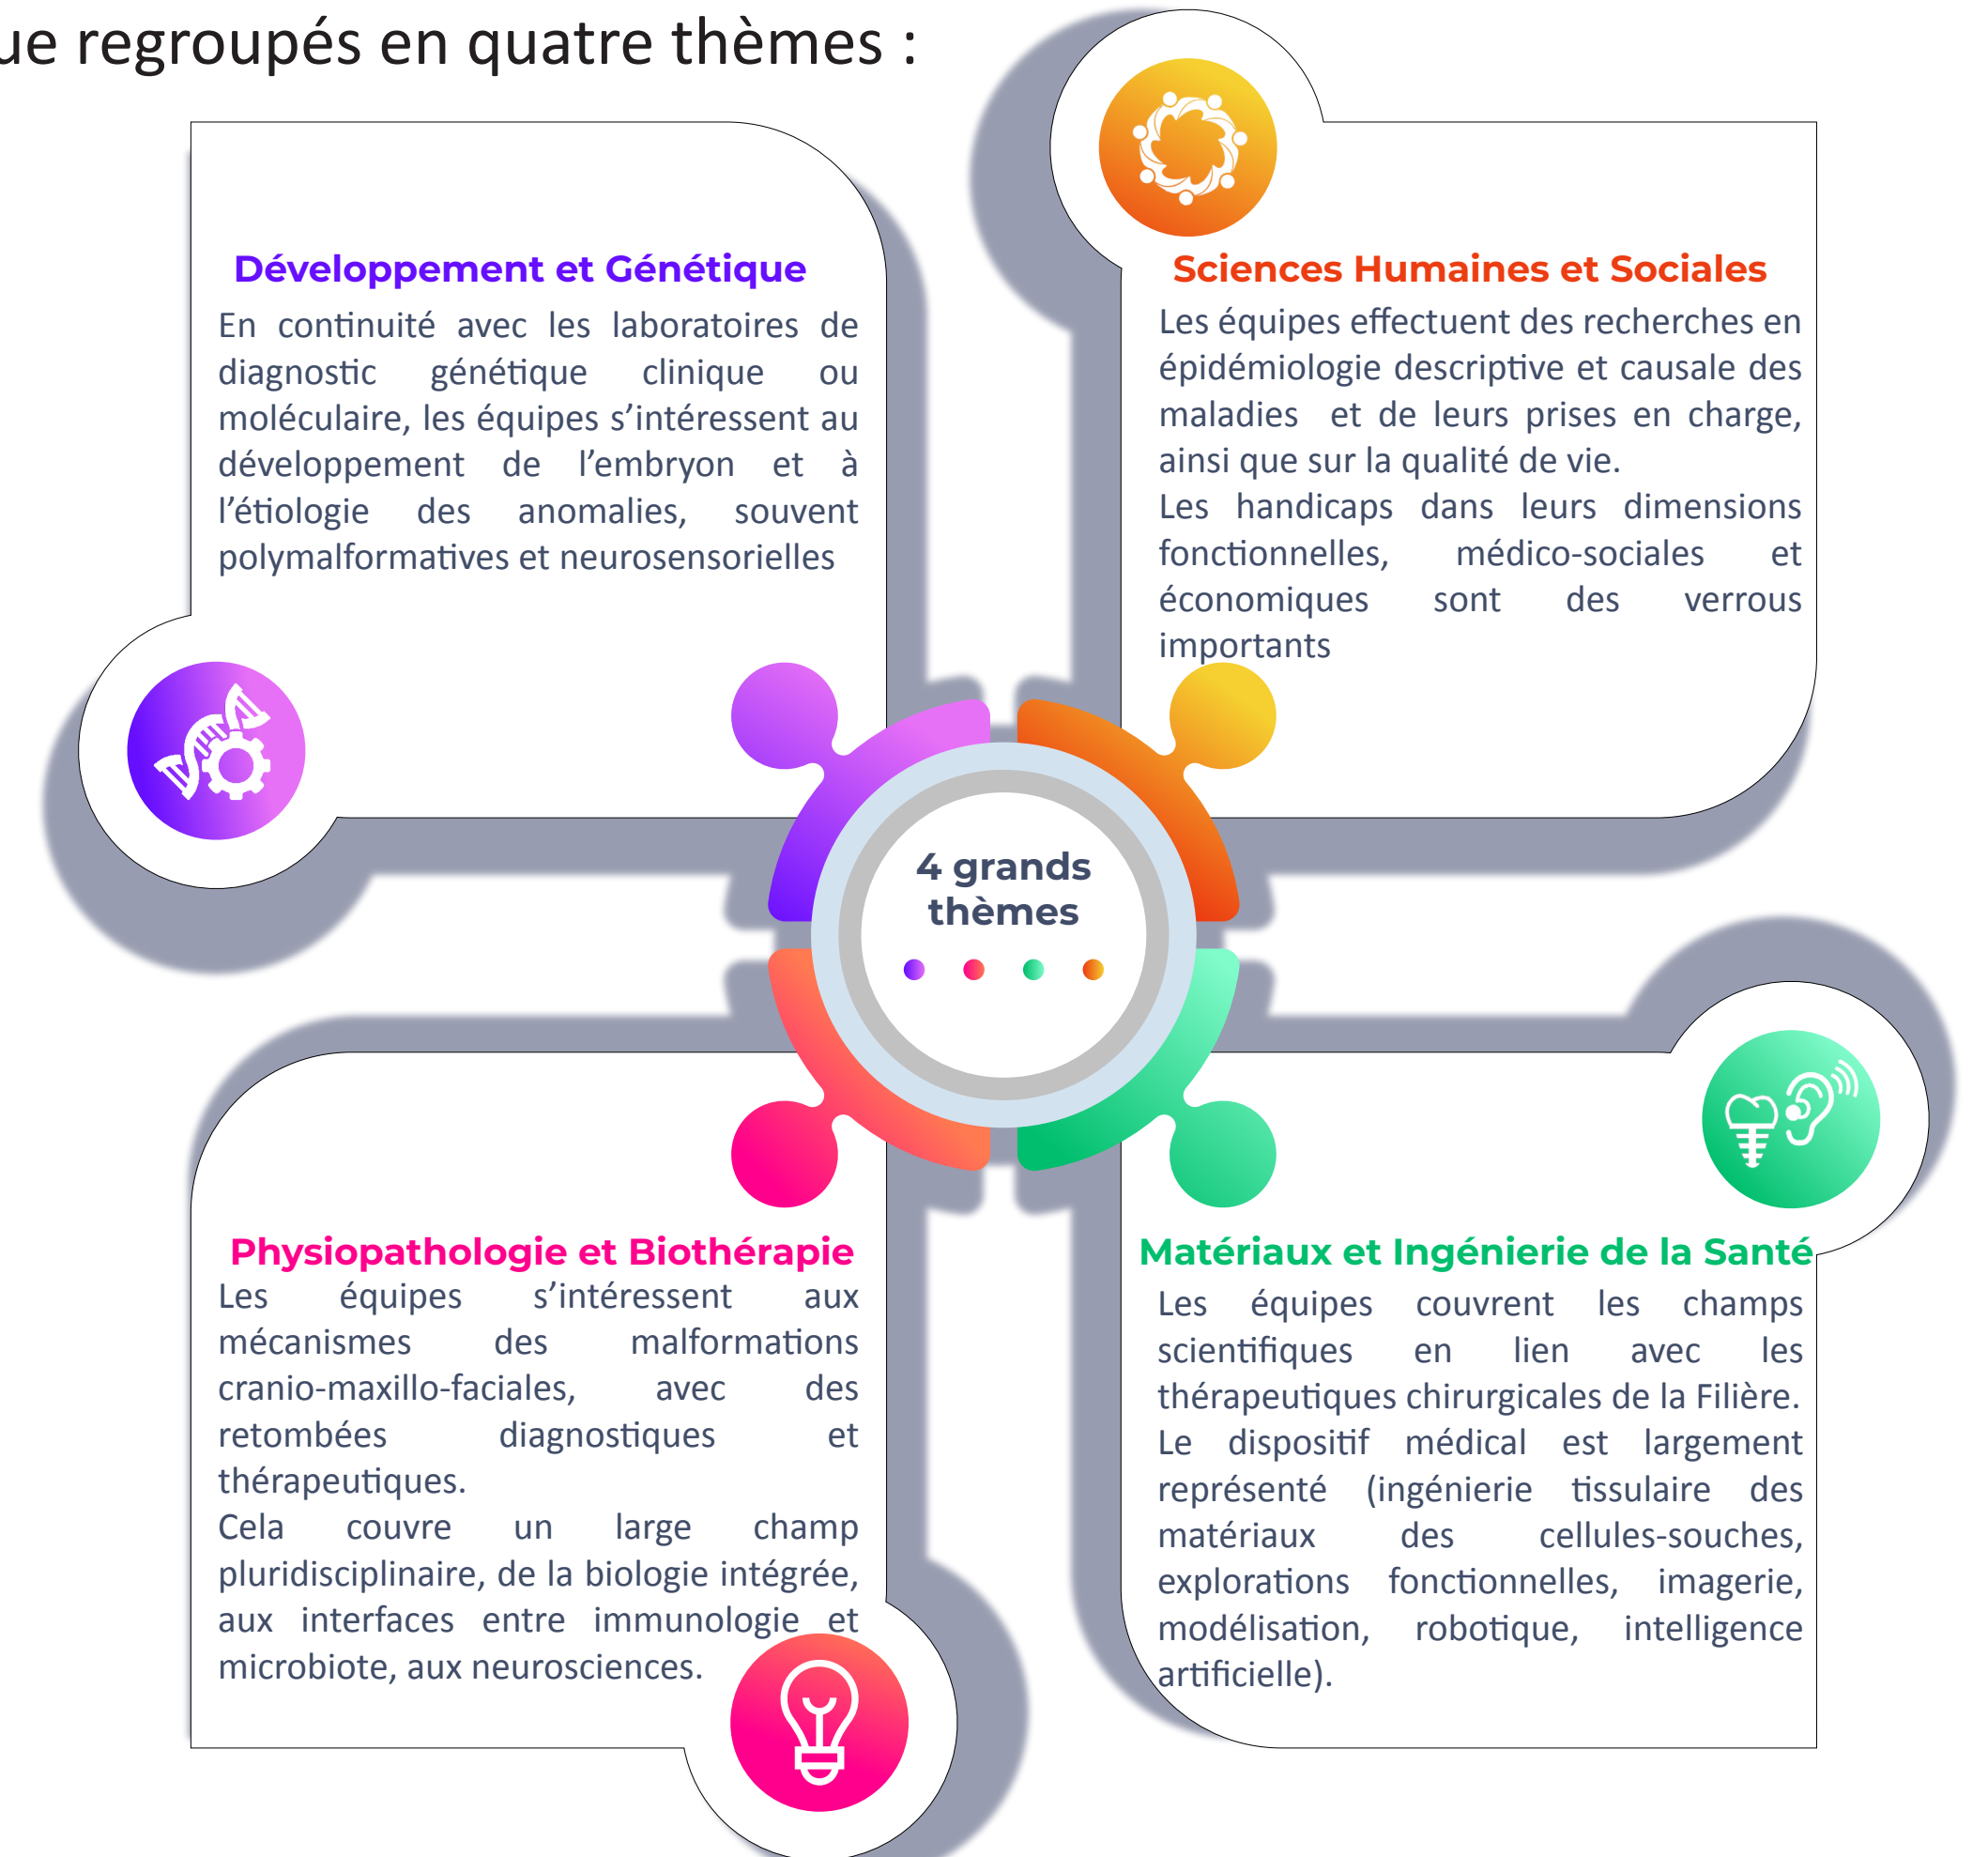 ue regroupés en quatre thèmes :
Développement et Génétique
En continuité avec les laboratoires de
diagnostic génétique clinique ou
moléculaire, les équipes s’intéressent au
développement de l’embryon et à
l’étiologie des anomalies, souvent
polymalformatives et neurosensorielles
Sciences Humaines et Sociales
Les équipes effectuent des recherches en
épidémiologie descriptive et causale des
maladies et de leurs prises en charge,
ainsi que sur la qualité de vie.
Les handicaps dans leurs dimensions
fonctionnelles, médico-sociales et
économiques sont des verrous
importants
4 grands
thèmes
Physiopathologie et Biothérapie
Les équipes s’intéressent aux
mécanismes des malformations
cranio-maxillo-faciales, avec des
retombées diagnostiques et
thérapeutiques.
Cela couvre un large champ
pluridisciplinaire, de la biologie intégrée,
aux interfaces entre immunologie et
microbiote, aux neurosciences.
Matériaux et Ingénierie de la Santé
Les équipes couvrent les champs
scientifiques en lien avec les
thérapeutiques chirurgicales de la Filière.
Le dispositif médical est largement
représenté (ingénierie tissulaire des
matériaux des cellules-souches,
explorations fonctionnelles, imagerie,
modélisation, robotique, intelligence
artificielle).